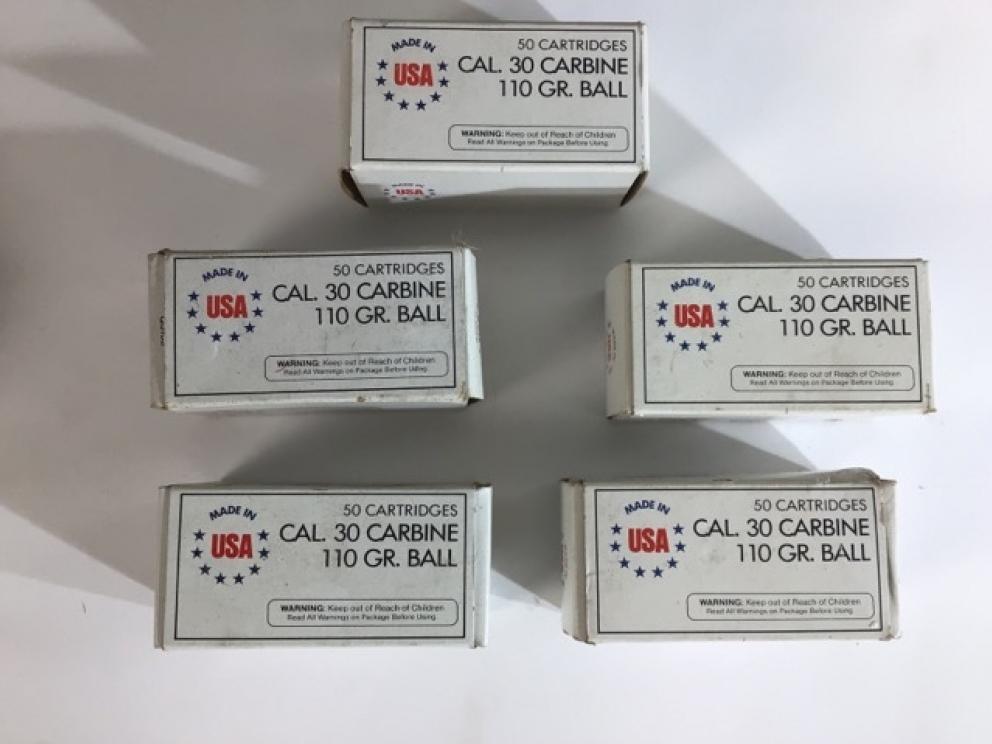 MADE IN
USA
50 CARTRIDGES
CAL. 30 CARBINE
110 GR. BALL
WARNING: Keep out of Reach of Children
Read All Warnings on Package Before Using
MADE IN
USA
MADE IN
USA
50 CARTRIDGES
CAL. 30 CARBINE
110 GR. BALL
WARNING: Keep out of Reach of Children
Read All Warnings on Package Before Using
MADE IN
USA
50 CARTRIDGES
CAL. 30 CARBINE
110 GR. BALL
WARNING: Keep out of Reach of Children
Read All Warnings on Package Before Using
MADE IN
USA
50 CARTRIDGES
CAL. 30 CARBINE
110 GR. BALL
WARNING: Keep out of Reach of Children
Read All Warnings on Package Before Using
MADE IN
USA
50 CARTRIDGES
CAL. 30 CARBINE
110 GR. BALL
WARNING: Keep out of Reach of Children
Read All Warnings on Package Before Using